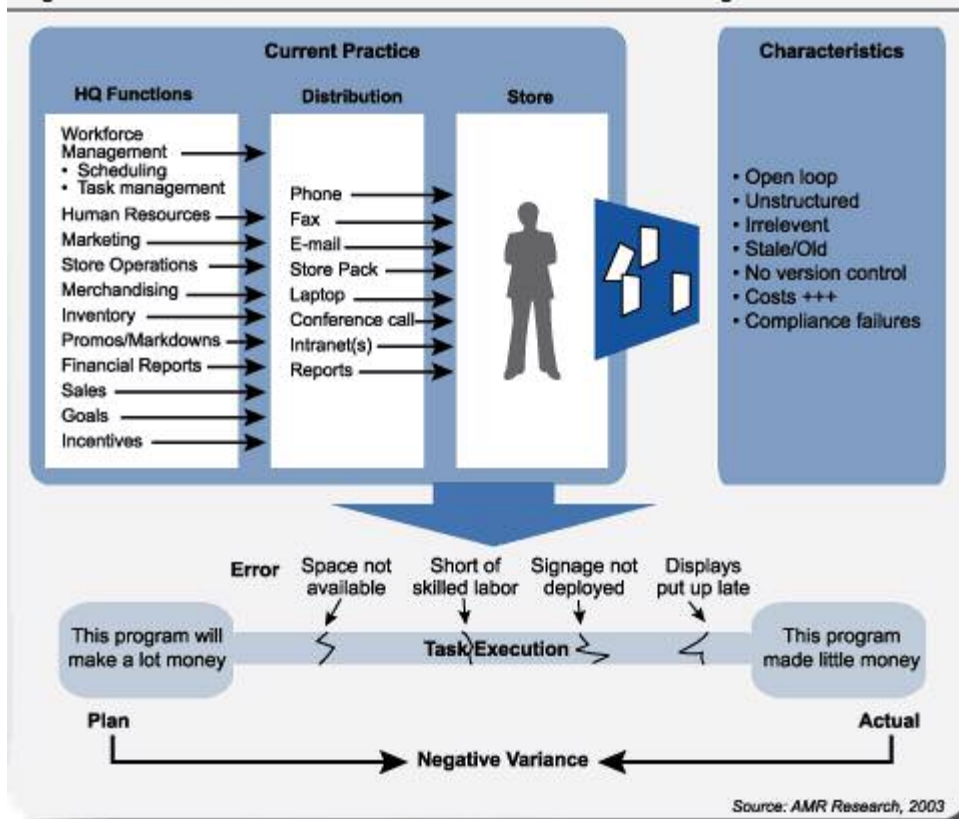 Current Practice
Characteristics
HQ Functions
Distribution
Store
Workforce
Management
• Scheduling
• Task management
Human Resources
Marketing
Store Operations
Merchandising
Inventory
Promos/Markdowns
Financial Reports
Sales
Goals
Incentives
Phone
Fax
E-mail
Store Pack
Laptop
Conference call
Intranet(s)
Reports
• Open loop
• Unstructured
• Irrelevent
• Stale/Old
• No version control
• Costs +++
• Compliance failures
Error
Space not
available
Short of
skilled labor
Signage not
deployed
Displays
put up late
This program will
make a lot money
Task Execution
This program
made little money
Plan
Actual
Negative Variance
Source: AMR Research, 2003